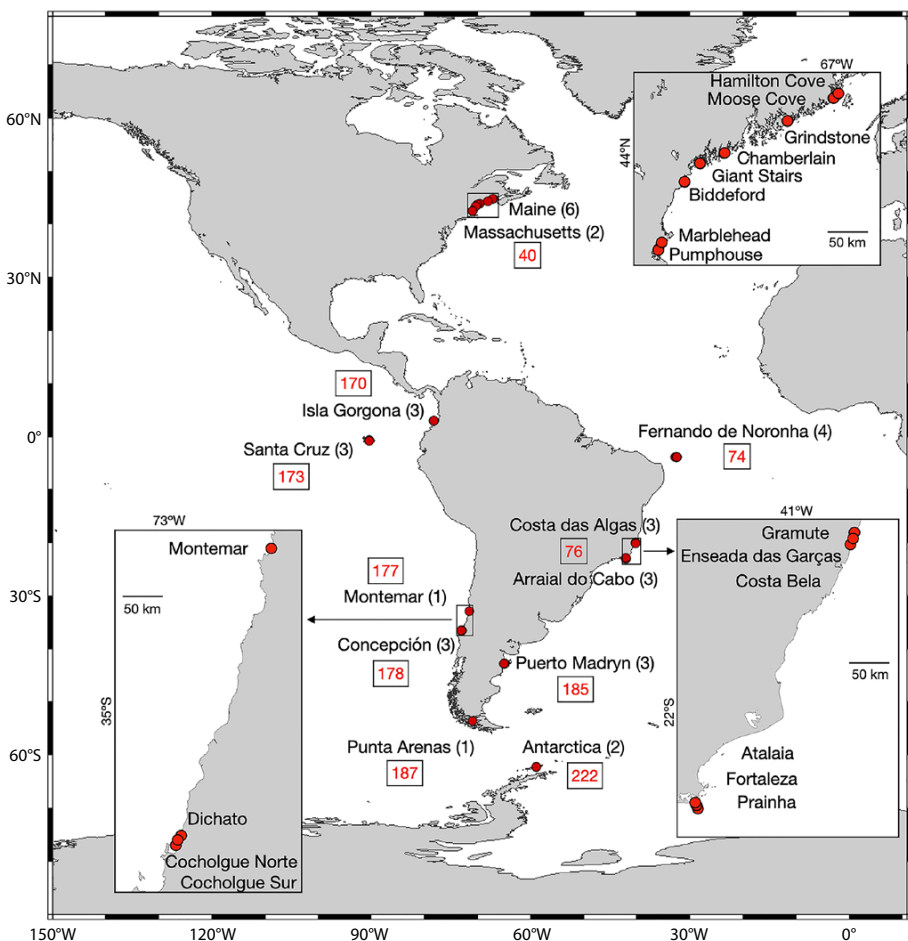 67ºW
Hamilton Cove
Moose Cove
Grindstone
44ºN
Chamberlain
Giant Stairs
Biddeford
Marblehead
Pumphouse
50 km
60°N
Maine (6)
Massachusetts (2)
40
30°N
170
Isla Gorgona (3)
0°
Santa Cruz (3)
173
Fernando de Noronha (4)
74
73ºW
Montemar
50 km
35ºS
Dichato
Cocholgue Norte
Cocholgue Sur
Costa das Algas (3)
76
Arraial do Cabo (3)
41ºW
Gramute
Enseada das Garças
Costa Bela
50 km
22ºS
Atalaia
Fortaleza
Prainha
177
30°S
Montemar (1)
Concepción (3)
178
Puerto Madryn (3)
185
60°S
Punta Arenas (1)
187
Antarctica (2)
222
150°W
120°W
90°W
60°W
30°W
0°